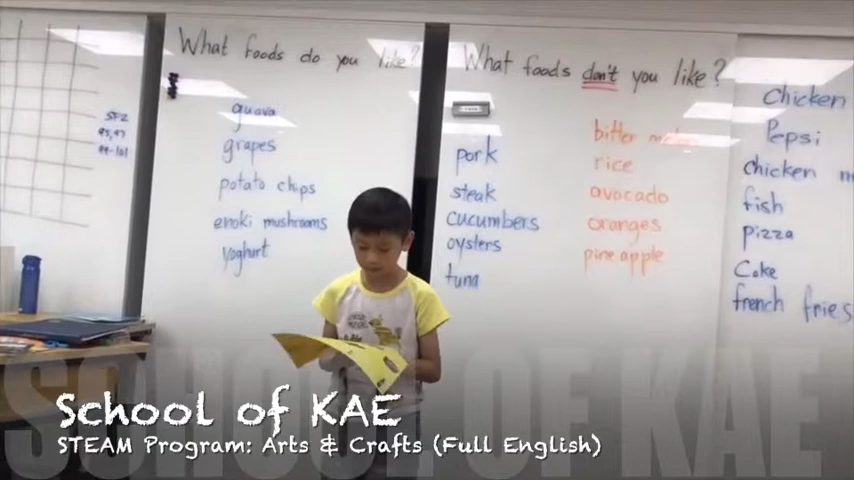 What foods do you like?
guava
grapes
potato chips
enoki mushrooms
yoghurt
What foods don't you like?
pork
steak
cucumbers
oysters
tuna
bitter melon
rice
avocado
oranges
pineapple
chicken
Pepsi
chicken
fish
pizza
Coke
french fries
95, 97
99-101
SCHOOL OF KAE
School of KAE
STEAM Program: Arts & Crafts (Full English)